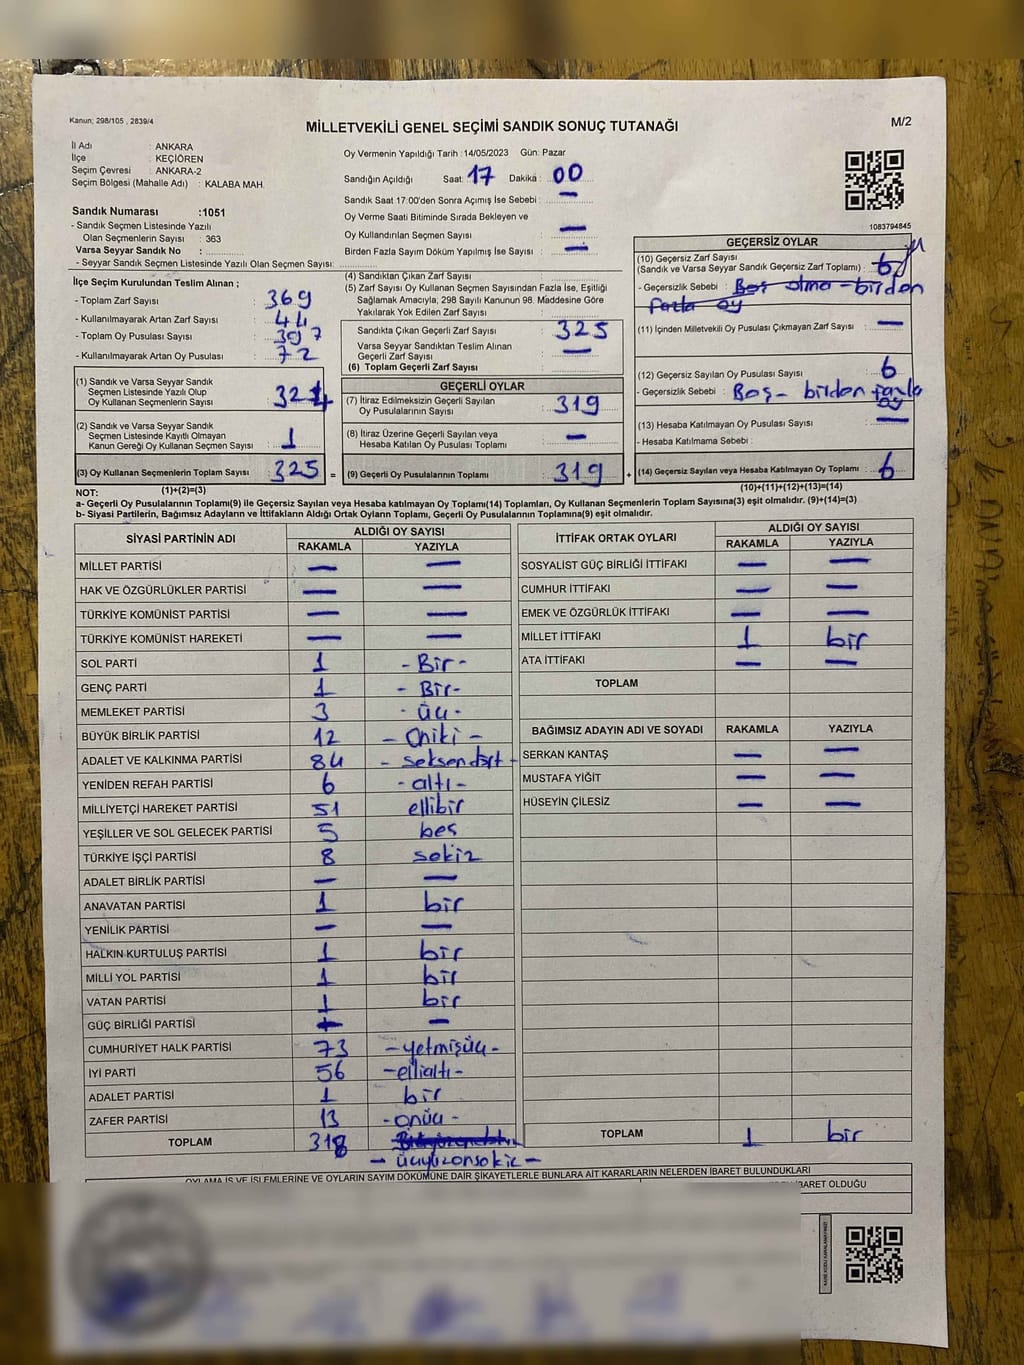 Kanun; 298/105 , 2839/4
MİLLETVEKİLİ GENEL SEÇİMİ SANDIK SONUÇ TUTANAĞI
M/2
İl Adı : ANKARA
İlçe : KEÇİÖREN
Seçim Çevresi : ANKARA-2
Seçim Bölgesi (Mahalle Adı) : KALABA MAH.
Sandık Numarası :1051
- Sandık Seçmen Listesinde Yazılı
Olan Seçmenlerin Sayısı : 363
Varsa Seyyar Sandık No :
- Seyyar Sandık Seçmen Listesinde Yazılı Olan Seçmen Sayısı:
İlçe Seçim Kurulundan Teslim Alınan ;
- Toplam Zarf Sayısı : 369
- Kullanılmayarak Artan Zarf Sayısı : 44
- Toplam Oy Pusulası : 397
- Kullanılmayarak Artan Oy Pusulası : 72
(1) Sandık ve Varsa Seyyar Sandık
Seçmen Listesinde Yazılı Olup
Oy Kullanan Seçmenlerin Sayısı : 324
(2) Sandık ve Varsa Seyyar Sandık
Seçmen Listesinde Kayıtlı Olmayan
Kanun Gereği Oy Kullanan Seçmen Sayısı : 1
(3) Oy Kullanan Seçmenlerin Toplam Sayısı : 325 =
(1)+(2)=(3)
Oy Vermenin Yapıldığı Tarih :14/05/2023 Gün: Pazar
Sandığın Açıldığı Saat: 17 Dakika : 00
Sandık Saat 17:00'den Sonra Açımış İse Sebebi : —
Oy Verme Saati Bitiminde Sırada Bekleyen ve
Oy Kullandırılan Seçmen Sayısı : —
Birden Fazla Sayım Döküm Yapılmış İse Sayısı : —
(4) Sandıktan Çıkan Zarf Sayısı :
(5) Zarf Sayısı Oy Kullanan Seçmen Sayısından Fazla İse, Eşitliği
Sağlamak Amacıyla, 298 Sayılı Kanunun 98. Maddesine Göre
Yakılarak Yok Edilen Zarf Sayısı :
Sandıkta Çıkan Geçerli Zarf Sayısı : 325
Varsa Seyyar Sandıktan Teslim Alınan
Geçerli Zarf Sayısı : —
(6) Toplam Geçerli Zarf Sayısı :
GEÇERLİ OYLAR
(7) İtiraz Edilmeksizin Geçerli Sayılan
Oy Pusulalarının Sayısı : 319
(8) İtiraz Üzerine Geçerli Sayılan veya
Hesaba Katılan Oy Pusulası Toplamı : —
(9) Geçerli Oy Pusulalarının Toplamı : 319 +
1083794845
GEÇERSİZ OYLAR
(10) Geçersiz Zarf Sayısı
(Sandık ve Varsa Seyyar Sandık Geçersiz Zarf Toplamı) : 6
- Geçersizlik Sebebi : Boş olma - birden
fazla oy
(11) İçinden Milletvekili Oy Pusulası Çıkmayan Zarf Sayısı : —
(12) Geçersiz Sayılan Oy Pusulası Sayısı : 6
- Geçersizlik Sebebi : Boş - birden fazla
oy
(13) Hesaba Katılmayan Oy Pusulası Sayısı : —
- Hesaba Katılmama Sebebi :
(14) Geçersiz Sayılan veya Hesaba Katılmayan Oy Toplamı : 6
(10)+(11)+(12)+(13)=(14)
NOT:
a- Geçerli Oy Pusulalarının Toplamı(9) ile Geçersiz Sayılan veya Hesaba katılmayan Oy Toplamı(14) Toplamları, Oy Kullanan Seçmenlerin Toplam Sayısına(3) eşit olmalıdır. (9)+(14)=(3)
b- Siyasi Partilerin, Bağımsız Adayların ve İttifakların Aldığı Ortak Oyların Toplamı, Geçerli Oy Pusulalarının Toplamına(9) eşit olmalıdır.
SİYASİ PARTİNİN ADI ALDIĞI OY SAYISI
RAKAMLA YAZIYLA
MİLLET PARTİSİ — —
HAK VE ÖZGÜRLÜKLER PARTİSİ — —
TÜRKİYE KOMÜNİST PARTİSİ — —
TÜRKİYE KOMÜNİST HAREKETİ — —
SOL PARTİ 1 - Bir -
GENÇ PARTİ 1 - Bir-
MEMLEKET PARTİSİ 3 - üç -
BÜYÜK BİRLİK PARTİSİ 12 - Oniki -
ADALET VE KALKINMA PARTİSİ 84 - seksendört -
YENİDEN REFAH PARTİSİ 6 - altı -
MİLLİYETÇİ HAREKET PARTİSİ 51 ellibir
YEŞİLLER VE SOL GELECEK PARTİSİ 5 beş
TÜRKİYE İŞÇİ PARTİSİ 8 sekiz
ADALET BİRLİK PARTİSİ — —
ANAVATAN PARTİSİ 1 bir
YENİLİK PARTİSİ — —
HALKIN KURTULUŞ PARTİSİ 1 bir
MİLLİ YOL PARTİSİ 1 bir
VATAN PARTİSİ 1 bir
GÜÇ BİRLİĞİ PARTİSİ — —
CUMHURİYET HALK PARTİSİ 73 - yetmişüç -
İYİ PARTİ 56 - ellialtı -
ADALET PARTİSİ 1 bir
ZAFER PARTİSİ 13 - onüç -
TOPLAM 318
- üçyüzonsekiz -
İTTİFAK ORTAK OYLARI ALDIĞI OY SAYISI
RAKAMLA YAZIYLA
SOSYALİST GÜÇ BİRLİĞİ İTTİFAKI — —
CUMHUR İTTİFAKI — —
EMEK VE ÖZGÜRLÜK İTTİFAKI — —
MİLLET İTTİFAKI 1 bir
ATA İTTİFAKI — —
TOPLAM
BAĞIMSIZ ADAYIN ADI VE SOYADI RAKAMLA YAZIYLA
SERKAN KANTAŞ — —
MUSTAFA YİĞİT — —
HÜSEYİN ÇİLESİZ — —
TOPLAM 1 bir
OYLAMA İŞ VE İŞLEMLERİNE VE OYLARIN SAYIM DÖKÜMÜNE DAİR ŞİKAYETLERLE BUNLARA AİT KARARLARIN NELERDEN İBARET BULUNDUKLARI
İBARET OLDUĞU